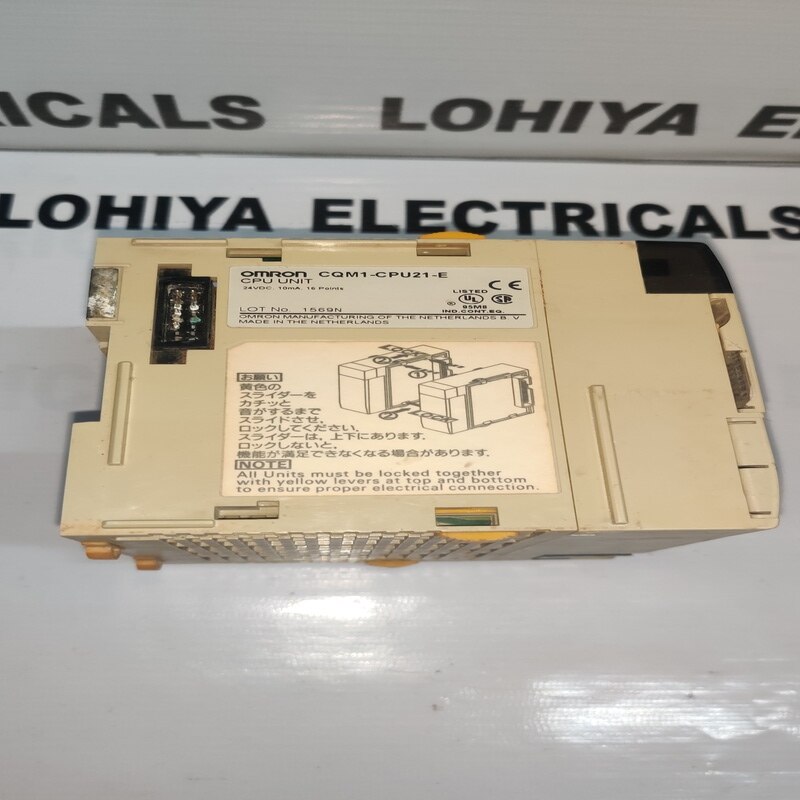 ICALS LOHIYA E
LOHIYA ELECTRICALS
OMRON CQM1-CPU21-E
CPU UNIT
24VDC. 10mA. 16 Points
LISTED CE
UL SA
95M8
IND.CONT.EQ.
LOT No. 1569N
OMRON MANUFACTURING OF THE NETHERLANDS B. V
MADE IN THE NETHERLANDS
お願い
黄色の
スライダーを
カチッと
音がするまで
スライドさせ、
ロックしてください.
スライダーは、上下にあります.
ロックしないと、
機能が満足できなくなる場合があります.
NOTE
All Units must be locked together
with yellow levers at top and bottom
to ensure proper electrical connection.